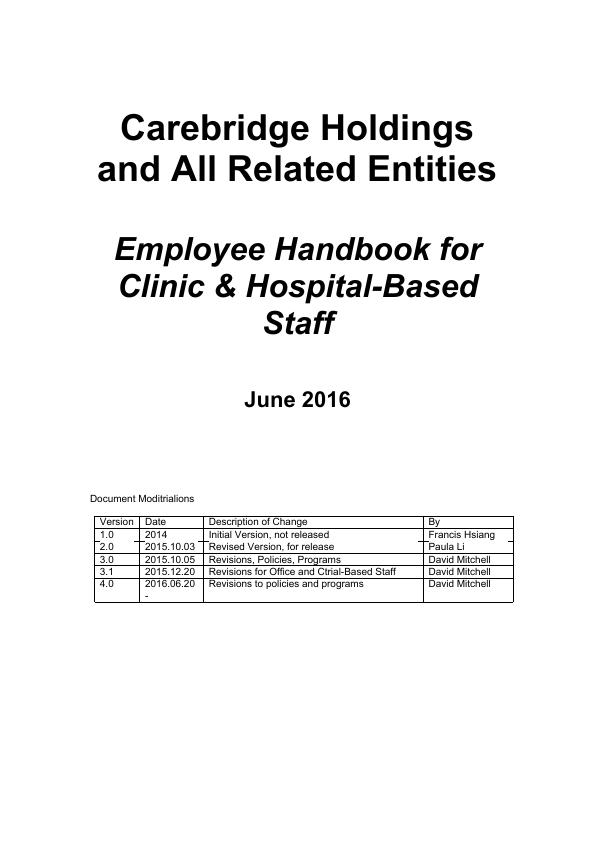 Carebridge Holdings
and All Related Entities
Employee Handbook for
Clinic & Hospital-Based
Staff
June 2016
Document Moditrialions
Version Date Description of Change By
1.0 2014 Initial Version, not released Francis Hsiang
2.0 2015.10.03 Revised Version, for release Paula Li
3.0 2015.10.05 Revisions, Policies, Programs David Mitchell
3.1 2015.12.20 Revisions for Office and Ctrial-Based Staff David Mitchell
4.0 2016.06.20 Revisions to policies and programs David Mitchell
-